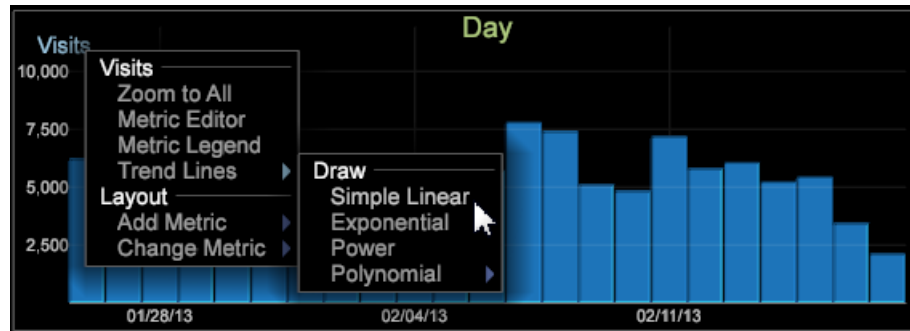 Day
Visits
10,000
7,500
5,000
2,500
Visits
Zoom to All
Metric Editor
Metric Legend
Trend Lines
Layout
Add Metric
Change Metric
Draw
Simple Linear
Exponential
Power
Polynomial
01/28/13 02/04/13 02/11/13